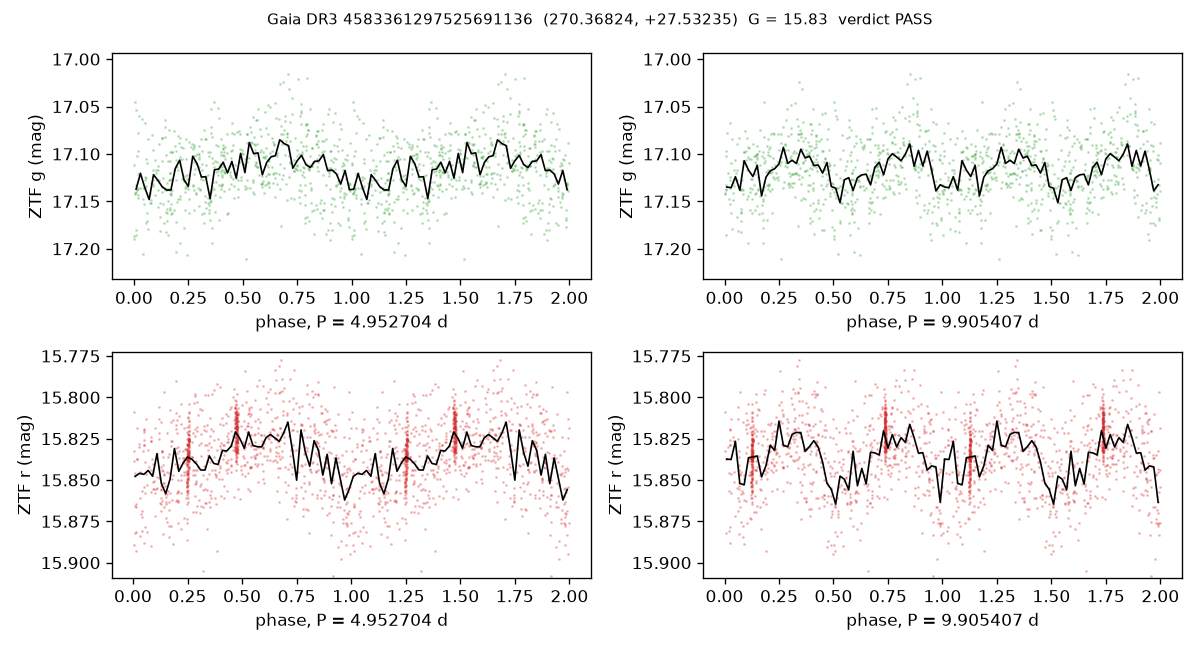 Gaia DR3 4583361297525691136  (270.36824, +27.53235)  G = 15.83  verdict PASS
ZTF g (mag)
17.00
17.05
17.10
17.15
17.20
0.00 0.25 0.50 0.75 1.00 1.25 1.50 1.75 2.00
phase, P = 4.952704 d
ZTF g (mag)
17.00
17.05
17.10
17.15
17.20
0.00 0.25 0.50 0.75 1.00 1.25 1.50 1.75 2.00
phase, P = 9.905407 d
ZTF r (mag)
15.775
15.800
15.825
15.850
15.875
15.900
0.00 0.25 0.50 0.75 1.00 1.25 1.50 1.75 2.00
phase, P = 4.952704 d
ZTF r (mag)
15.775
15.800
15.825
15.850
15.875
15.900
0.00 0.25 0.50 0.75 1.00 1.25 1.50 1.75 2.00
phase, P = 9.905407 d